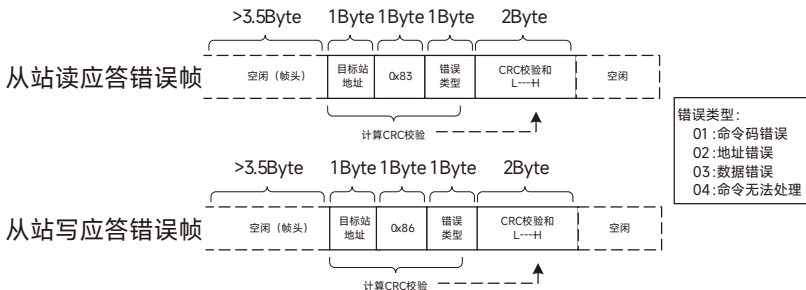 >3.5Byte 1Byte 1Byte 1Byte 2Byte
从站读应答错误帧
空闲（帧头）
目标站
地址
0x83
错误
类型
CRC校验和
L---H
空闲
计算CRC校验
错误类型：
01:命令码错误
02:地址错误
03:数据错误
04:命令无法处理
>3.5Byte 1Byte 1Byte 1Byte 2Byte
从站写应答错误帧
空闲（帧头）
目标站
地址
0x86
错误
类型
CRC校验和
L---H
空闲
计算CRC校验